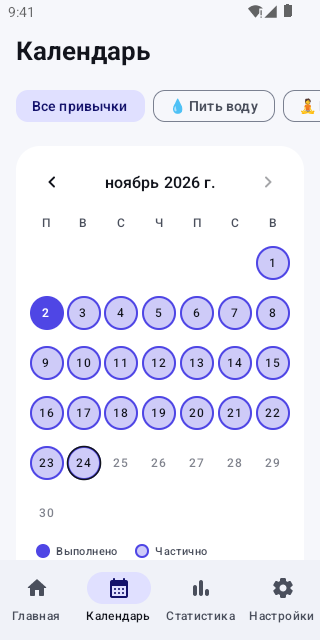 9:41
Календарь
Все привычки
Пить воду
ноябрь 2026 г.
П В С Ч П С В
1
2 3 4 5 6 7 8
9 10 11 12 13 14 15
16 17 18 19 20 21 22
23 24 25 26 27 28 29
30
Выполнено Частично
Главная Календарь Статистика Настройки